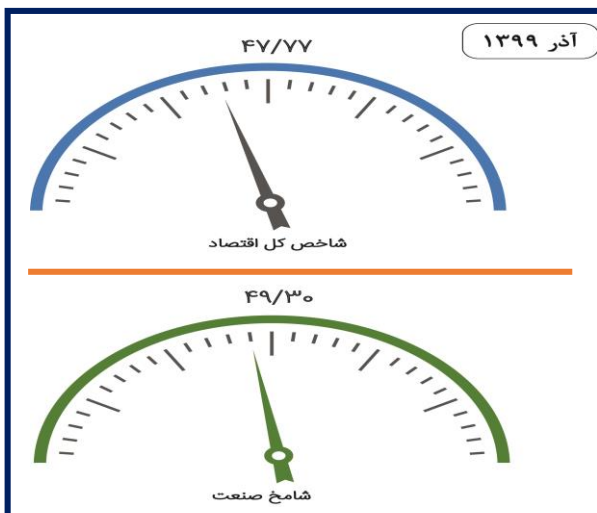 آذر ۱۳۹۹
۴۷/۷۷
شاخص کل اقتصاد
۴۹/۳۰
شامخ صنعت